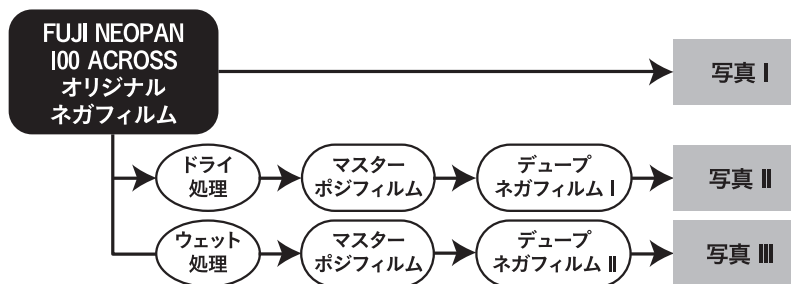 FUJI NEOPAN
100 ACROSS
オリジナル
ネガフィルム
写真 Ⅰ
ドライ
処理
マスター
ポジフィルム
デュープ
ネガフィルム Ⅰ
写真 Ⅱ
ウェット
処理
マスター
ポジフィルム
デュープ
ネガフィルム Ⅱ
写真 Ⅲ